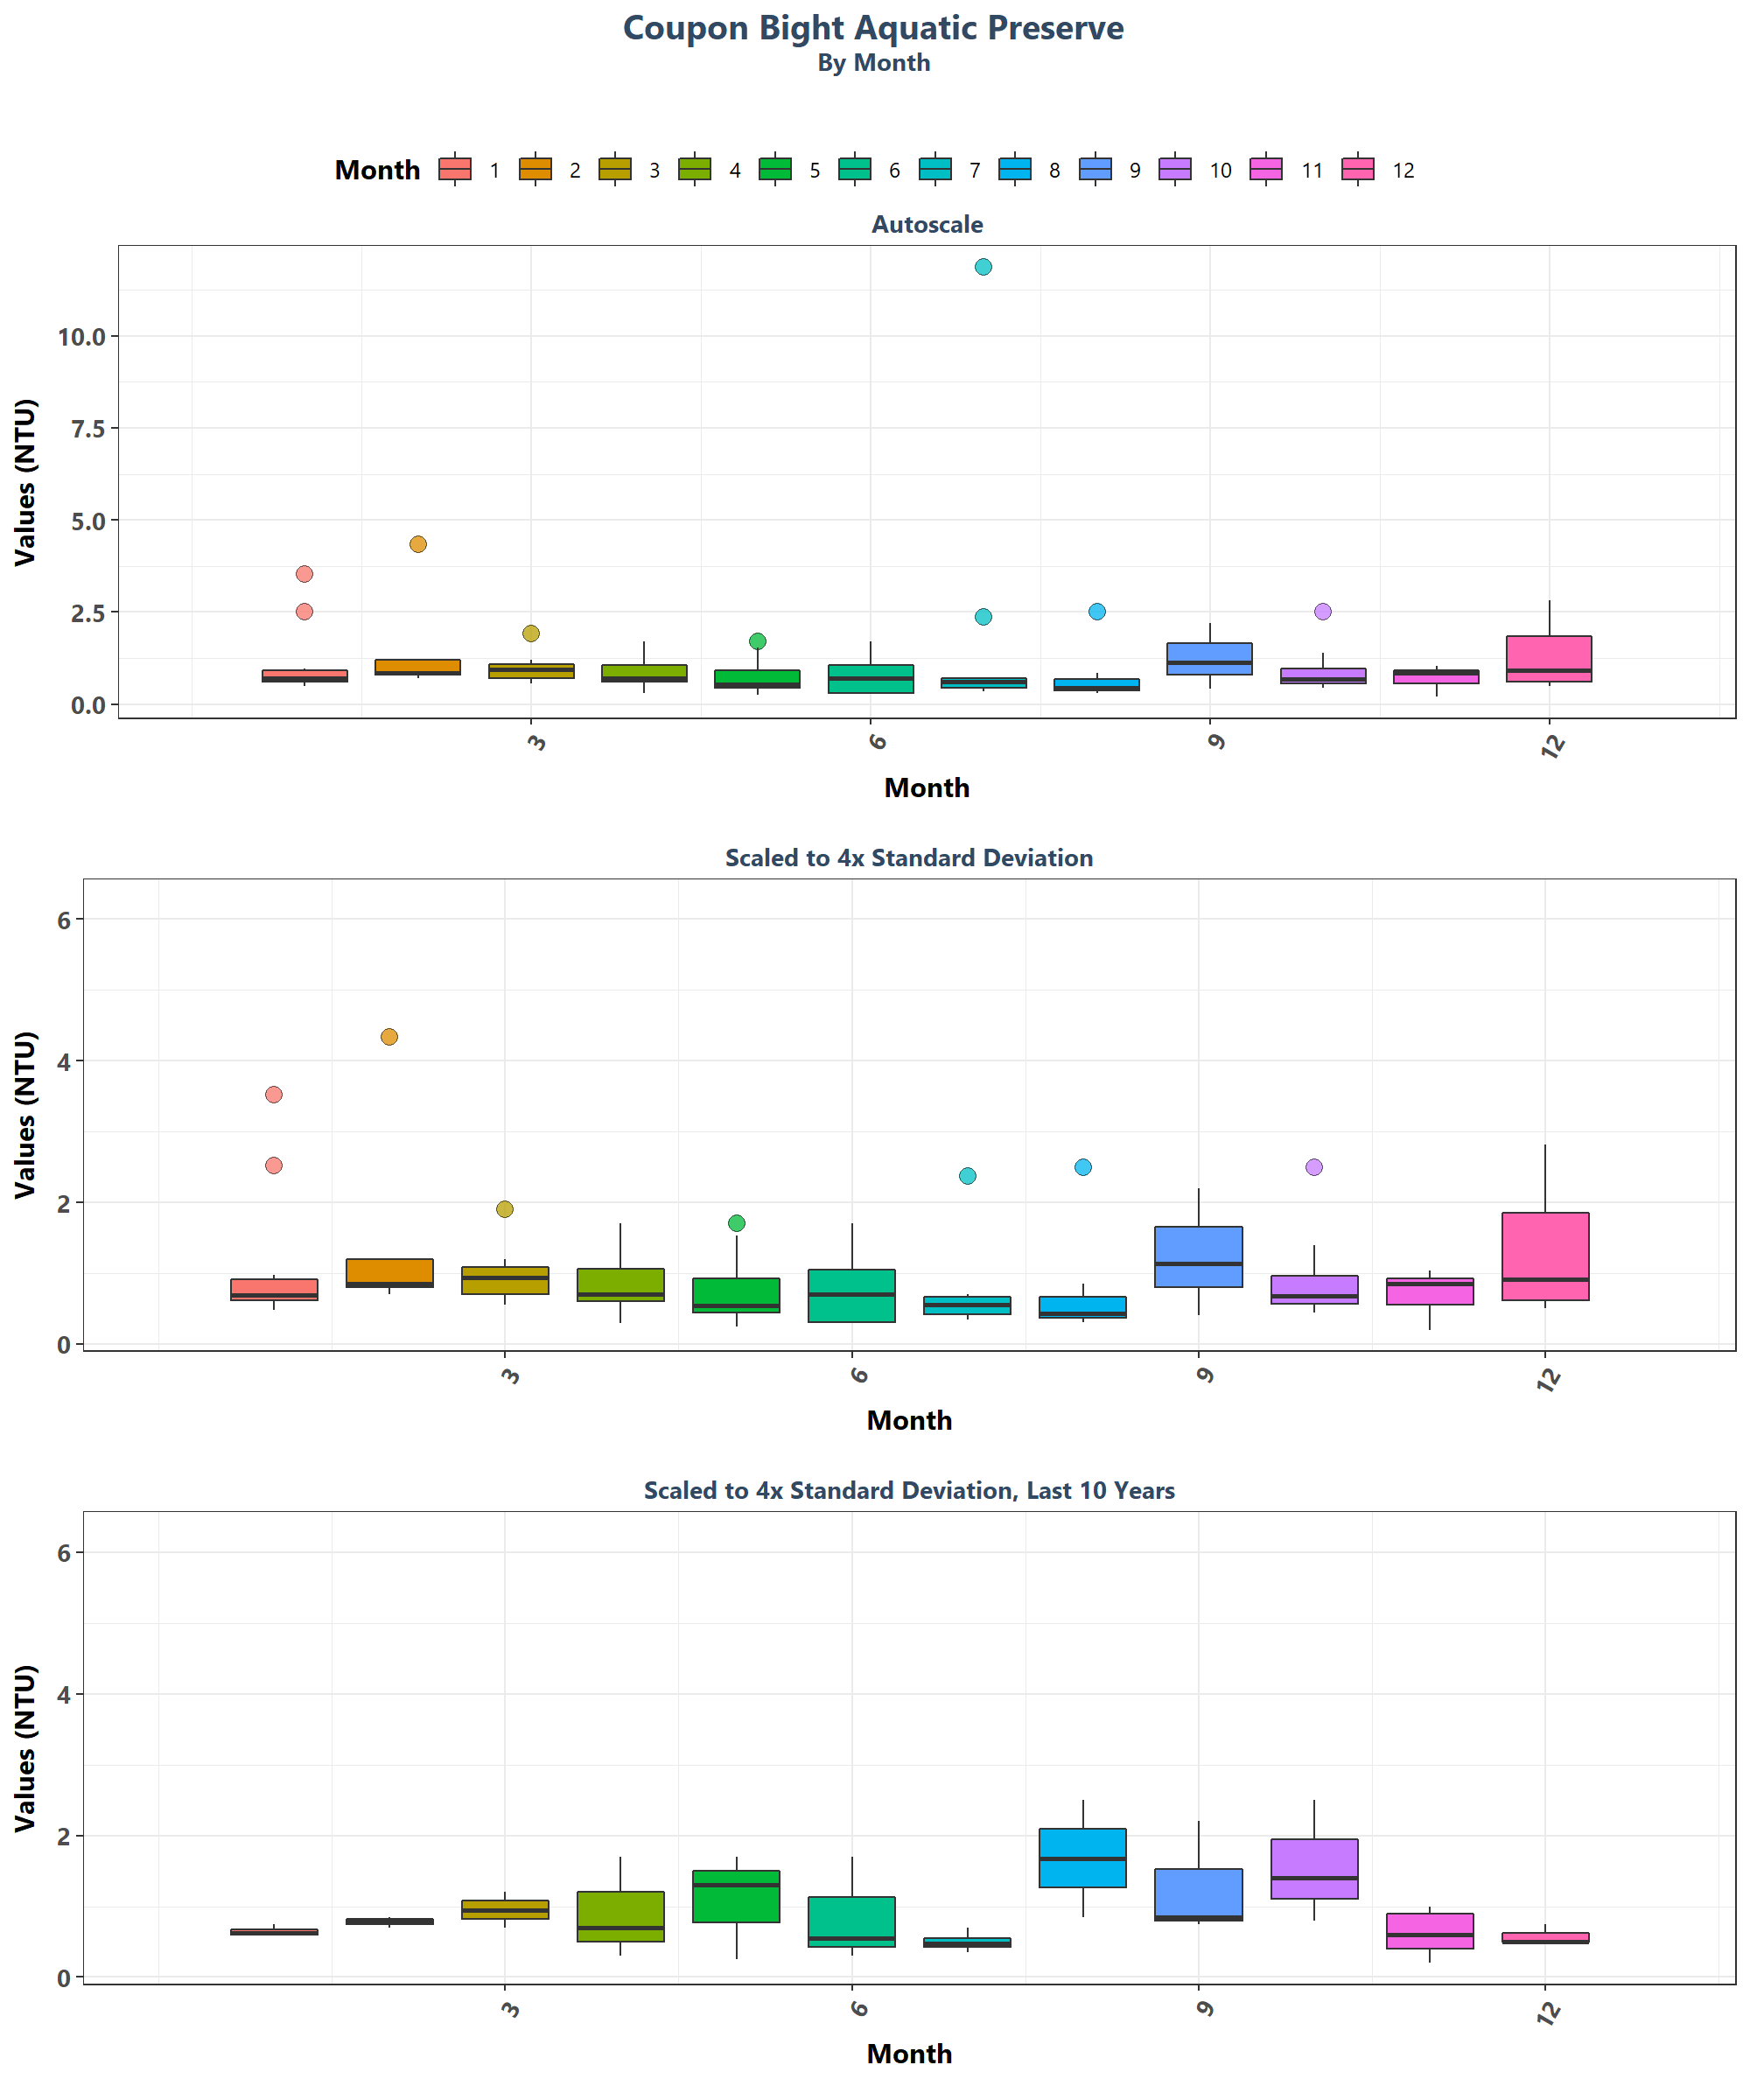 Coupon Bight Aquatic Preserve
By Month
Month 1 2 3 4 5 6 7 8 9 10 11 12
Autoscale
Values (NTU)
10.0
7.5
5.0
2.5
0.0
3 6 9 12
Month
Scaled to 4x Standard Deviation
Values (NTU)
6
4
2
0
3 6 9 12
Month
Scaled to 4x Standard Deviation, Last 10 Years
Values (NTU)
6
4
2
0
3 6 9 12
Month